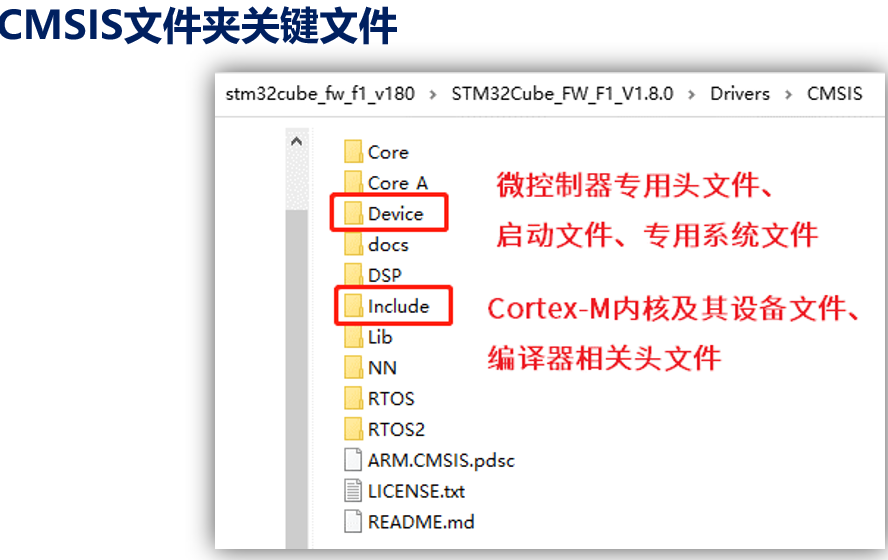 CMSIS文件夹关键文件
stm32cube_fw_f1_v180 › STM32Cube_FW_F1_V1.8.0 › Drivers › CMSIS
Core
Core_A
Device
docs
DSP
Include
Lib
NN
RTOS
RTOS2
ARM.CMSIS.pdsc
LICENSE.txt
README.md
微控制器专用头文件、
启动文件、专用系统文件
Cortex-M内核及其设备文件、
编译器相关头文件